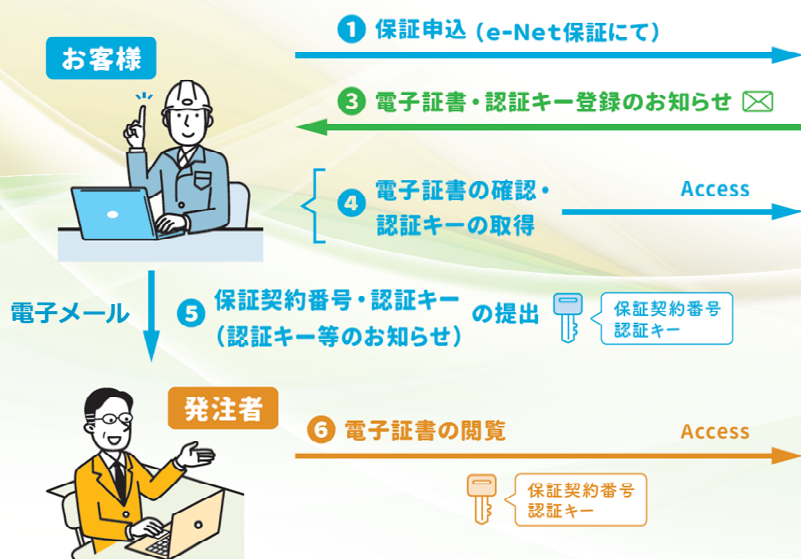 ① 保証申込（e-Net保証にて）
お客様
③ 電子証書・認証キー登録のお知らせ
④ 電子証書の確認・
認証キーの取得
Access
電子メール
⑤ 保証契約番号・認証キー
（認証キー等のお知らせ）
の提出
保証契約番号
認証キー
発注者
⑥ 電子証書の閲覧
Access
保証契約番号
認証キー